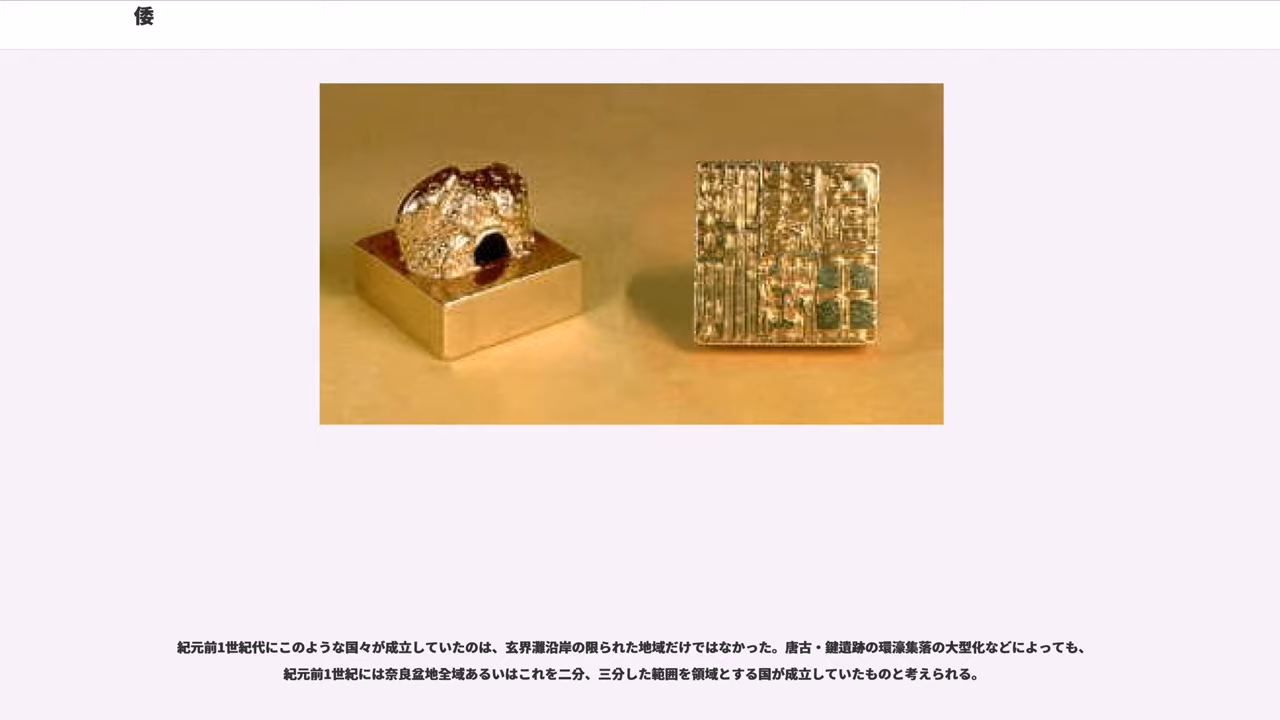 倭
紀元前1世紀代にこのような国々が成立していたのは、玄界灘沿岸の限られた地域だけではなかった。唐古・鍵遺跡の環濠集落の大型化などによっても、
紀元前1世紀には奈良盆地全域あるいはこれを二分、三分した範囲を領域とする国が成立していたものと考えられる。